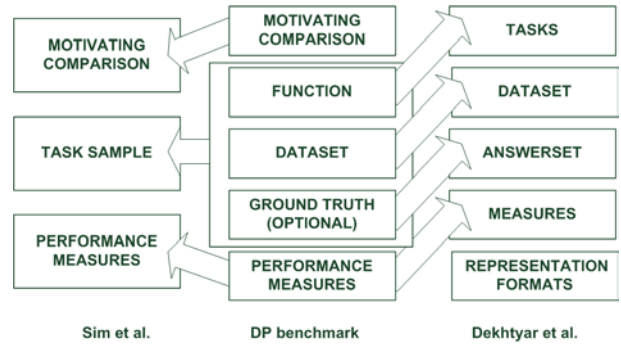 MOTIVATING
COMPARISON
TASK SAMPLE
PERFORMANCE
MEASURES
Sim et al.
MOTIVATING
COMPARISON
FUNCTION
DATASET
GROUND TRUTH
(OPTIONAL)
PERFORMANCE
MEASURES
DP benchmark
TASKS
DATASET
ANSWERSET
MEASURES
REPRESENTATION
FORMATS
Dekhtyar et al.